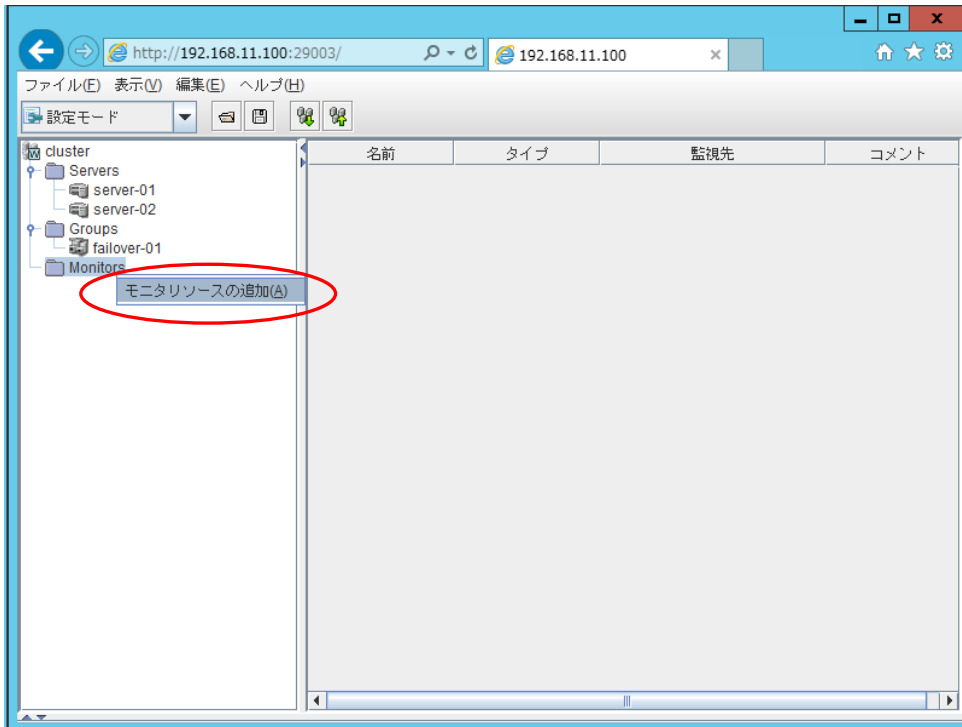 http://192.168.11.100:29003/
192.168.11.100
ファイル(F) 表示(V) 編集(E) ヘルプ(H)
設定モード
cluster
Servers
server-01
server-02
Groups
failover-01
Monitors
モニタリソースの追加(A)
名前 タイプ 監視先 コメント